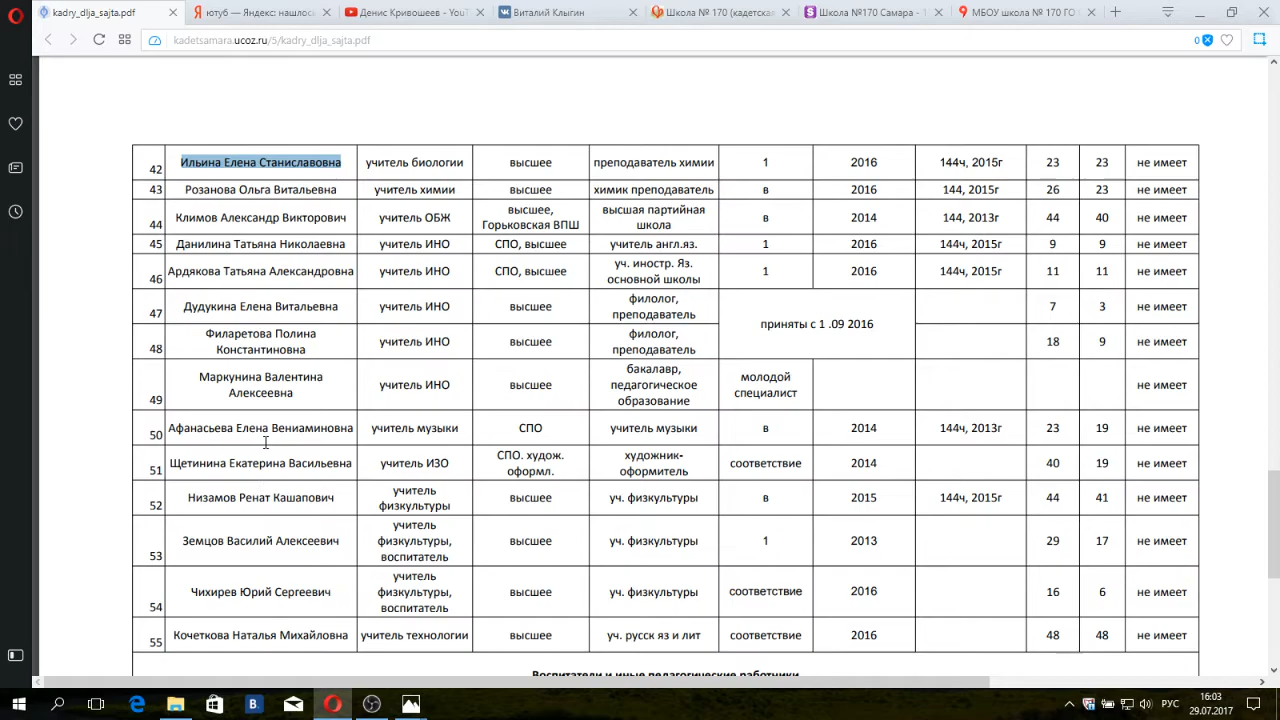 kadry_dlja_sajta.pdf
ютуб — Яндекс: нашлос
Денис Кривошеев - YouT
Виталий Клыгин
Школа № 170 (кадетская
Школа №170 Самара - 1
МБОУ школа № 170 ГО
kadetsamara.ucoz.ru/5/kadry_dlja_sajta.pdf
0
42 Ильина Елена Станиславовна учитель биологии высшее преподаватель химии 1 2016 144ч, 2015г 23 23 не имеет
43 Розанова Ольга Витальевна учитель химии высшее химик преподаватель в 2016 144, 2015г 26 23 не имеет
44 Климов Александр Викторович учитель ОБЖ высшее, Горьковская ВПШ высшая партийная школа в 2014 144, 2013г 44 40 не имеет
45 Данилина Татьяна Николаевна учитель ИНО СПО, высшее учитель англ.яз. 1 2016 144ч, 2015г 9 9 не имеет
46 Ардякова Татьяна Александровна учитель ИНО СПО, высшее уч. иностр. Яз. основной школы 1 2016 144ч, 2015г 11 11 не имеет
47 Дудукина Елена Витальевна учитель ИНО высшее филолог, преподаватель приняты с 1 .09 2016 7 3 не имеет
48 Филаретова Полина Константиновна учитель ИНО высшее филолог, преподаватель 18 9 не имеет
49 Маркунина Валентина Алексеевна учитель ИНО высшее бакалавр, педагогическое образование молодой специалист не имеет
50 Афанасьева Елена Вениаминовна учитель музыки СПО учитель музыки в 2014 144ч, 2013г 23 19 не имеет
51 Щетинина Екатерина Васильевна учитель ИЗО СПО. худож. оформл. художник-оформитель соответствие 2014 40 19 не имеет
52 Низамов Ренат Кашапович учитель физкультуры высшее уч. физкультуры в 2015 144ч, 2015г 44 41 не имеет
53 Земцов Василий Алексеевич учитель физкультуры, воспитатель высшее уч. физкультуры 1 2013 29 17 не имеет
54 Чихирев Юрий Сергеевич учитель физкультуры, воспитатель высшее уч. физкультуры соответствие 2016 16 6 не имеет
55 Кочеткова Наталья Михайловна учитель технологии высшее уч. русск яз и лит соответствие 2016 48 48 не имеет
Воспитатели и иные педагогические работники
РУС
16:03
29.07.2017